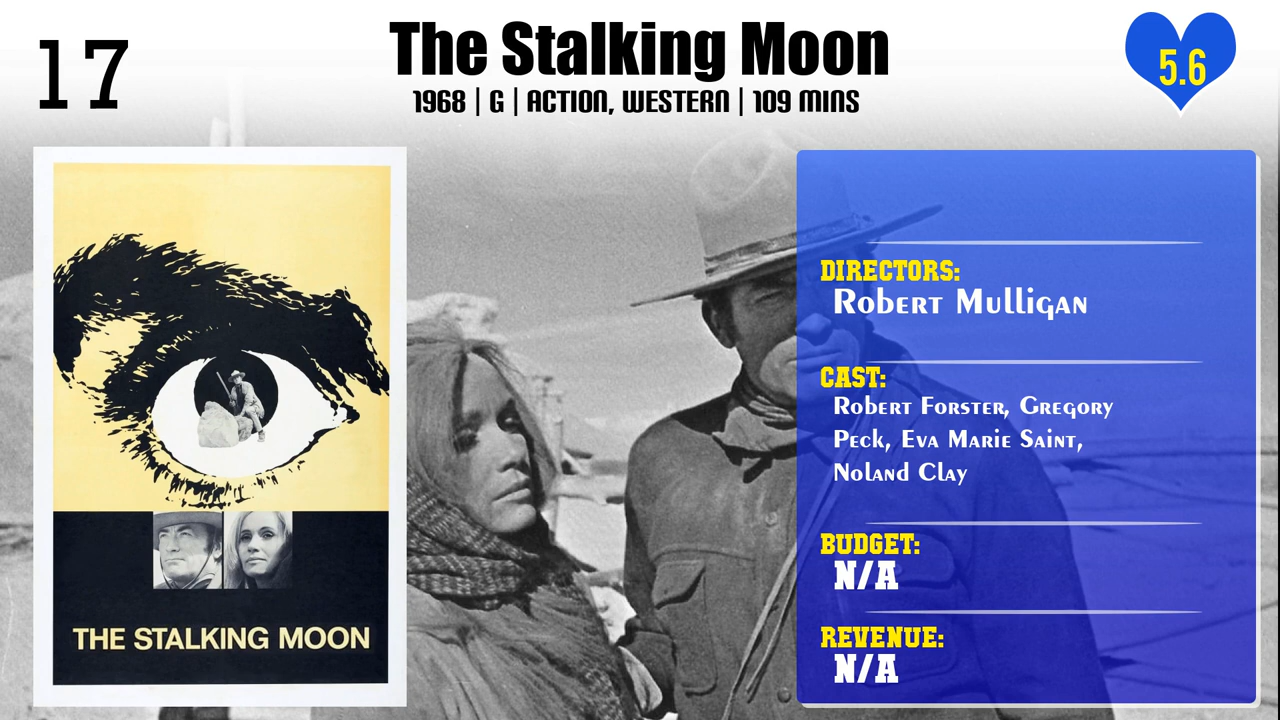 17
The Stalking Moon
1968 | G | ACTION, WESTERN | 109 MINS
5.6
THE STALKING MOON
DIRECTORS:
Robert Mulligan
CAST:
Robert Forster, Gregory
Peck, Eva Marie Saint,
Noland Clay
BUDGET:
N/A
REVENUE:
N/A